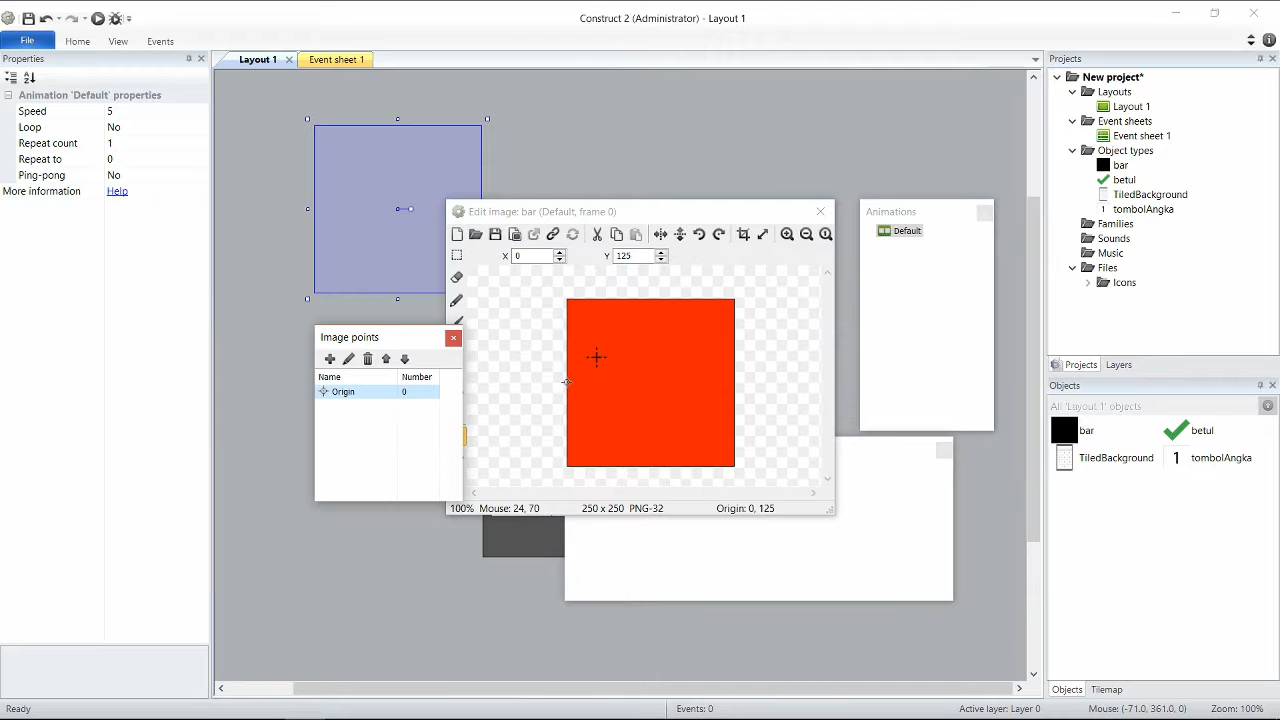 Construct 2 (Administrator) - Layout 1
File Home View Events
Properties
Animation 'Default' properties
Speed 5
Loop No
Repeat count 1
Repeat to 0
Ping-pong No
More information Help
Layout 1
Event sheet 1
Edit image: bar (Default, frame 0)
X 0 Y 125
100% Mouse: 24, 70 250 x 250 PNG-32 Origin: 0, 125
Image points
Name Number
Origin 0
Animations
Default
Projects
New project*
Layouts
Layout 1
Event sheets
Event sheet 1
Object types
bar
betul
TiledBackground
1 tombolAngka
Families
Sounds
Music
Files
Icons
Projects Layers
Objects
All 'Layout 1' objects
bar betul
TiledBackground 1 tombolAngka
Objects Tilemap
Ready Events: 0 Active layer: Layer 0 Mouse: (-71.0, 361.0, 0) Zoom: 100%